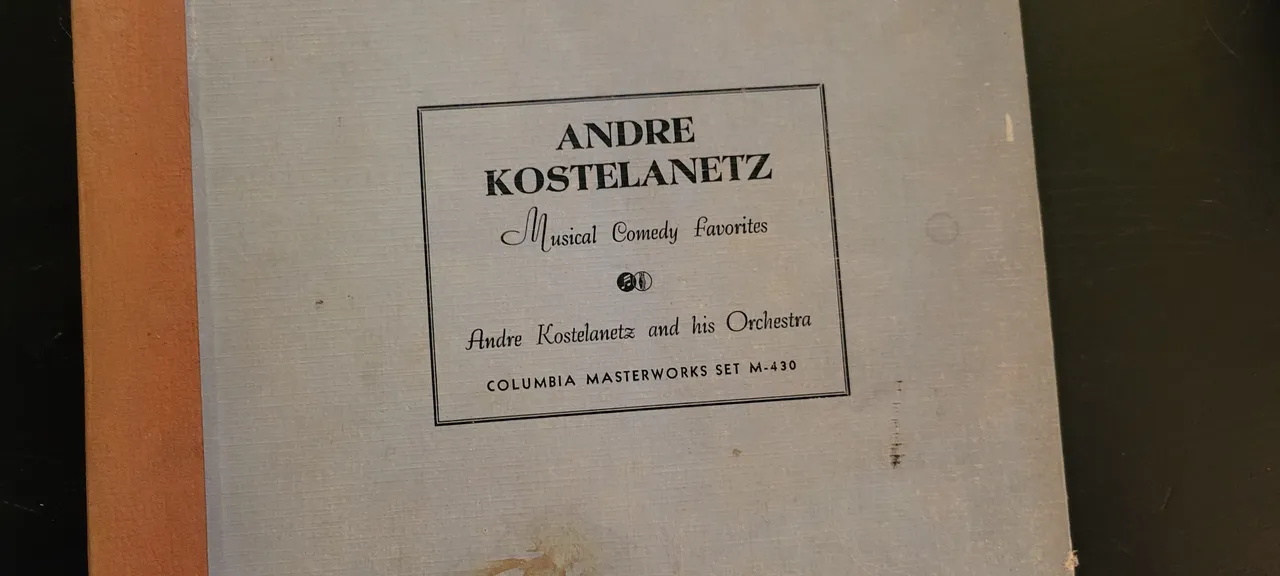 ANDRE
KOSTELANETZ
Musical Comedy Favorites
Andre Kostelanetz and his Orchestra
COLUMBIA MASTERWORKS SET M-430